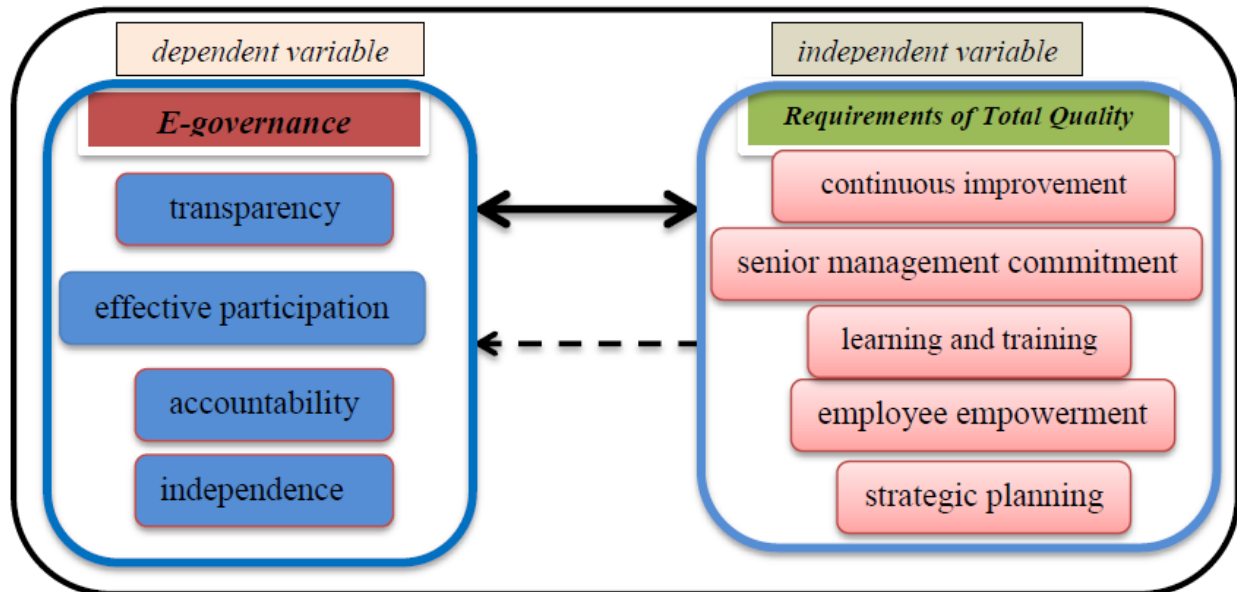 dependent variable
E-governance
transparency
effective participation
accountability
independence
independent variable
Requirements of Total Quality
continuous improvement
senior management commitment
learning and training
employee empowerment
strategic planning